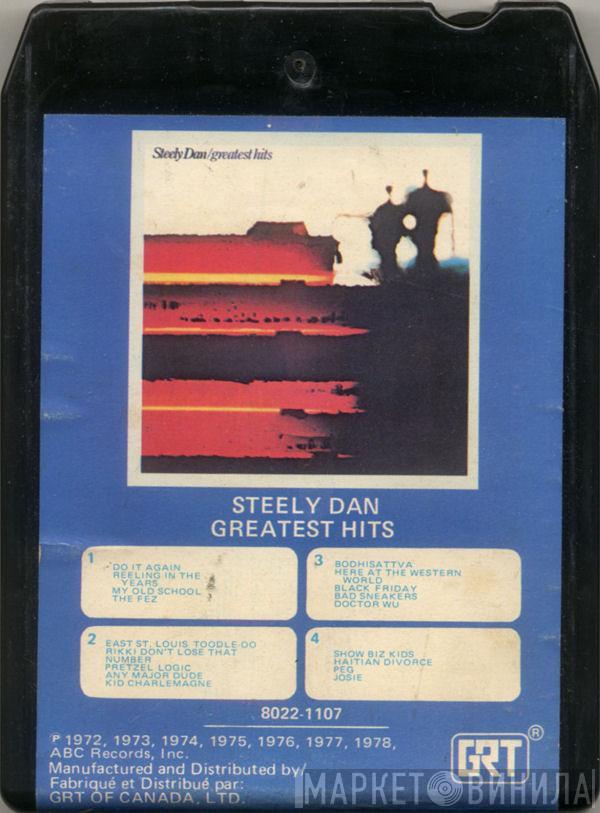 Steely Dan/greatest hits
STEELY DAN
GREATEST HITS
1
DO IT AGAIN
REELING IN THE
YEARS
MY OLD SCHOOL
THE FEZ
2
EAST ST. LOUIS TOODLE-OO
RIKKI DON'T LOSE THAT
NUMBER
PRETZEL LOGIC
ANY MAJOR DUDE
KID CHARLEMAGNE
3
BODHISATTVA
HERE AT THE WESTERN
WORLD
BLACK FRIDAY
BAD SNEAKERS
DOCTOR WU
4
SHOW BIZ KIDS
HAITIAN DIVORCE
PEG
JOSIE
8022-1107
℗ 1972, 1973, 1974, 1975, 1976, 1977, 1978,
ABC Records, Inc.
Manufactured and Distributed by/
Fabriqué et Distribué par:
GRT OF CANADA, LTD.
GRT®
МАРКЕТ ВИНИЛА